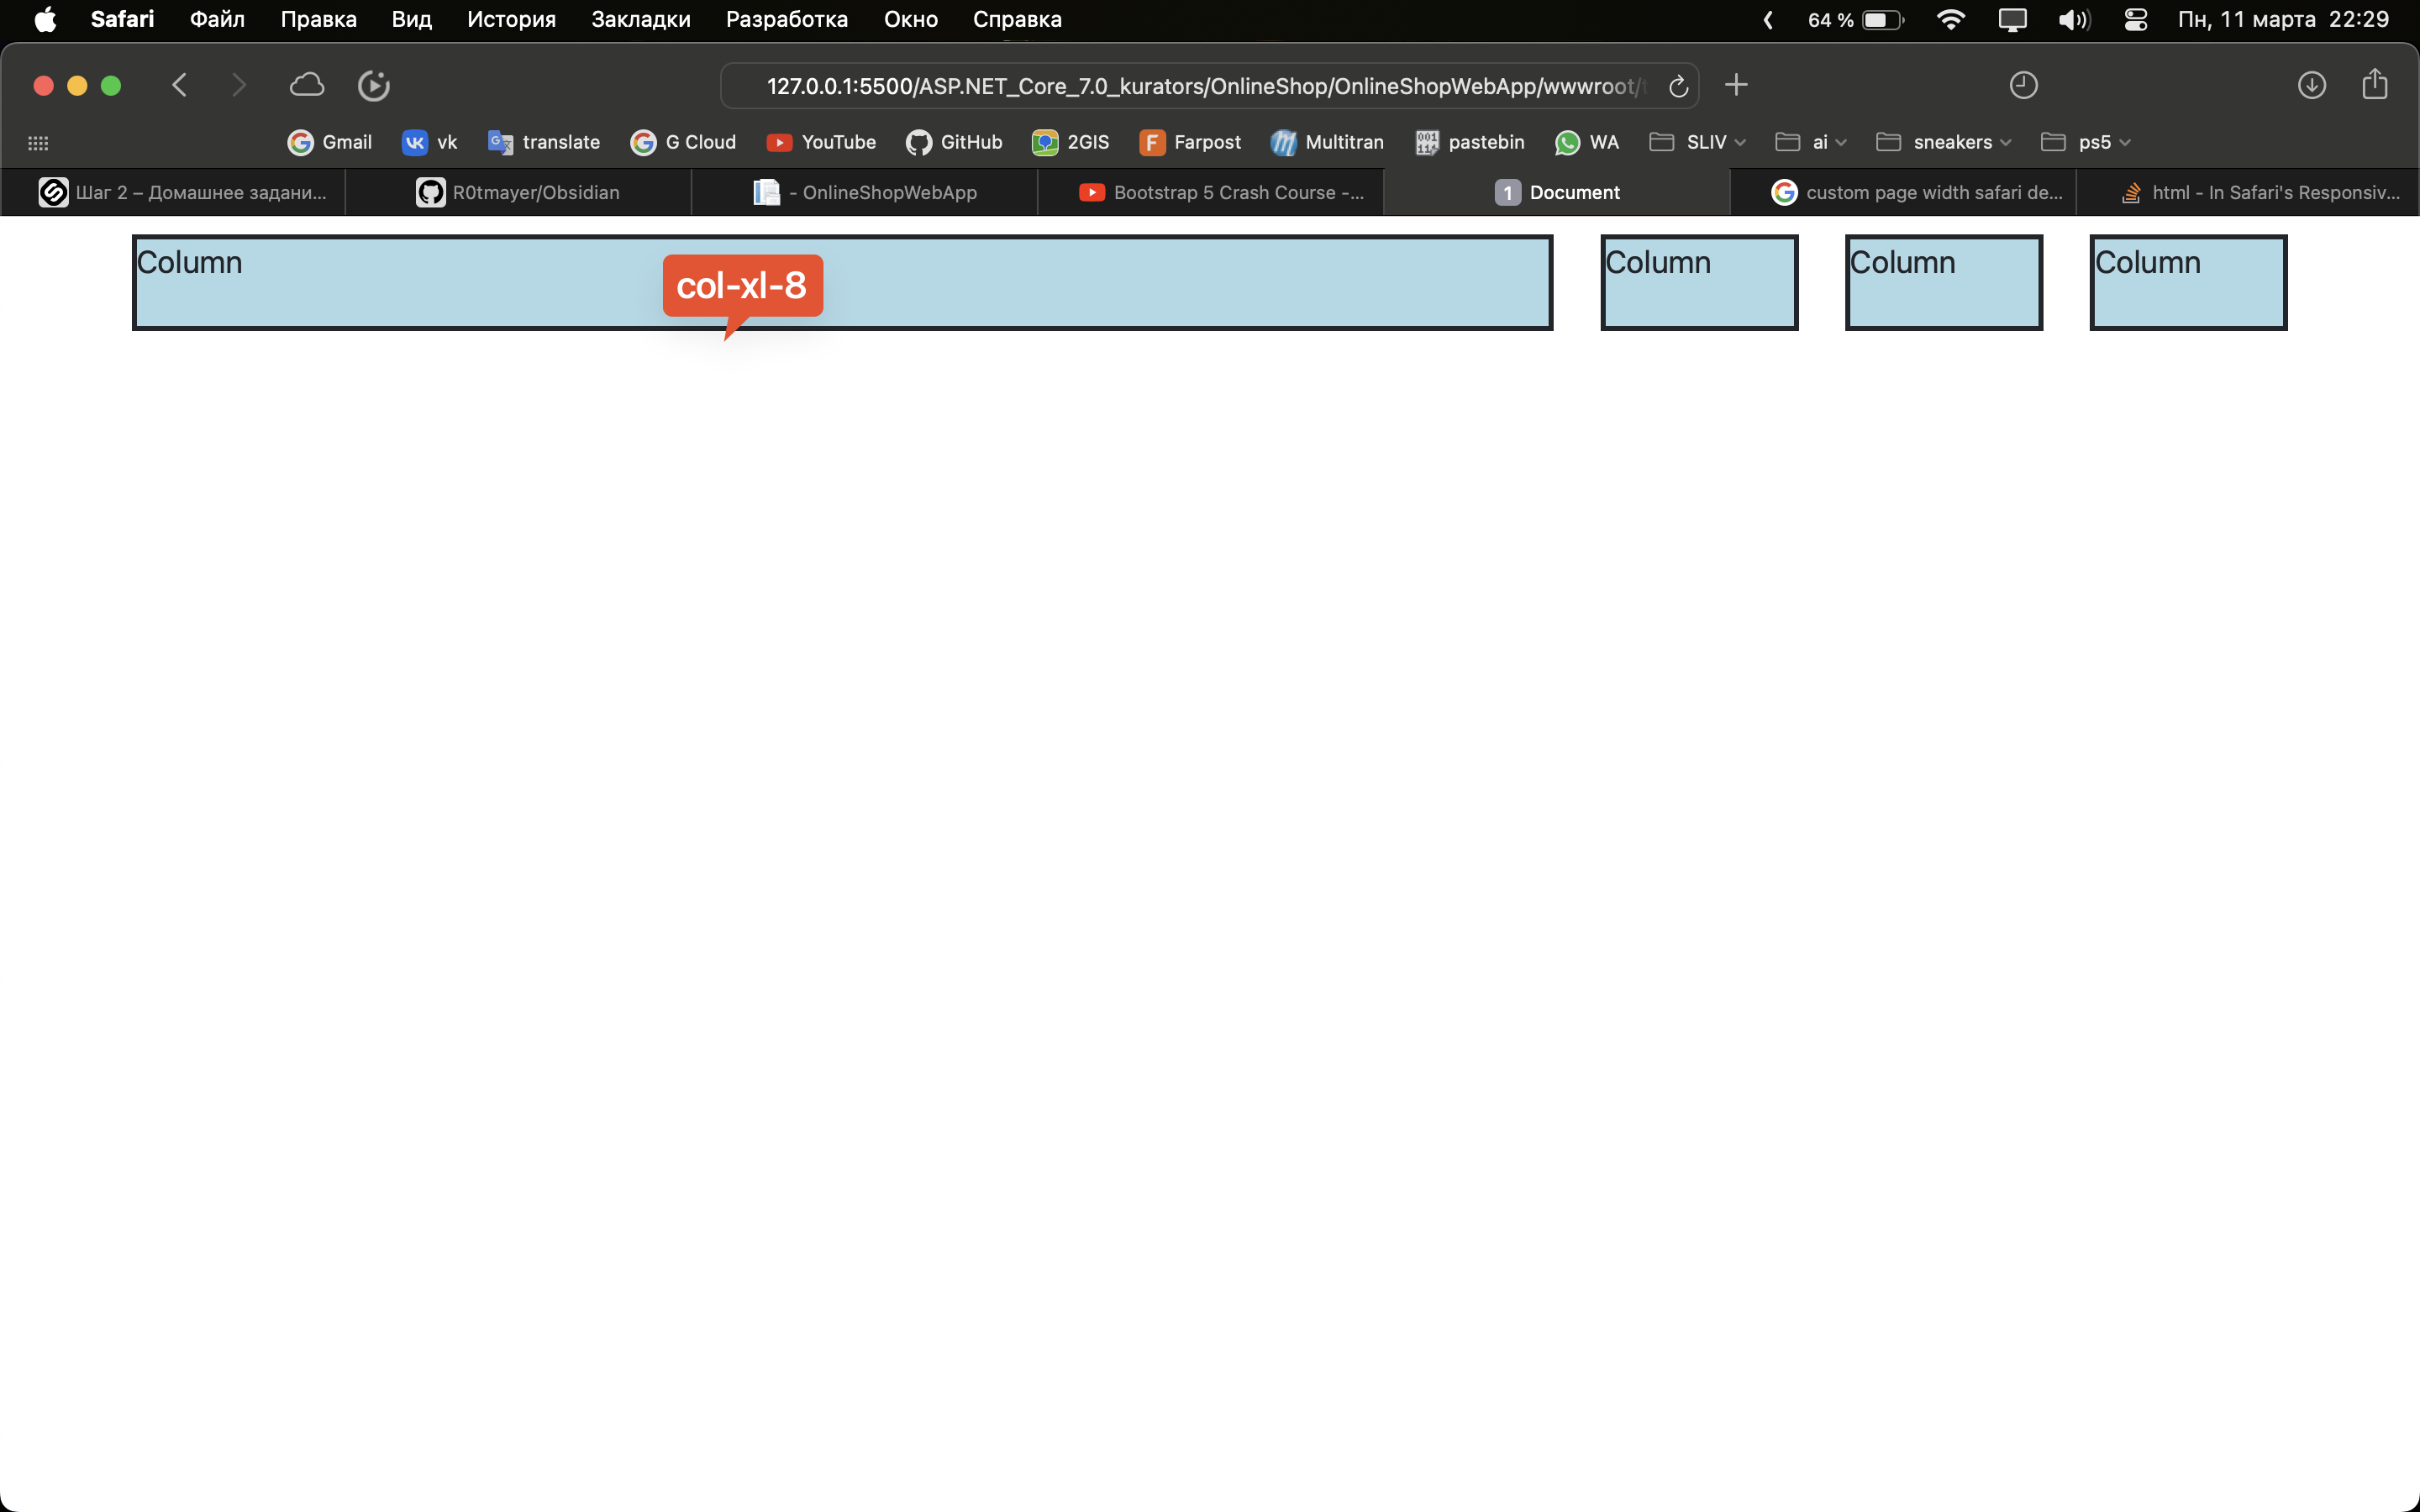 Safari Файл Правка Вид История Закладки Разработка Окно Справка 64 % Пн, 11 марта 22:29
127.0.0.1:5500/ASP.NET_Core_7.0_kurators/OnlineShop/OnlineShopWebApp/wwwroot/
Gmail vk translate G Cloud YouTube GitHub 2GIS Farpost Multitran pastebin WA SLIV ai sneakers ps5
Шаг 2 – Домашнее задани... R0tmayer/Obsidian - OnlineShopWebApp Bootstrap 5 Crash Course -... 1 Document custom page width safari de... html - In Safari's Responsiv...
Column Column Column Column
col-xl-8